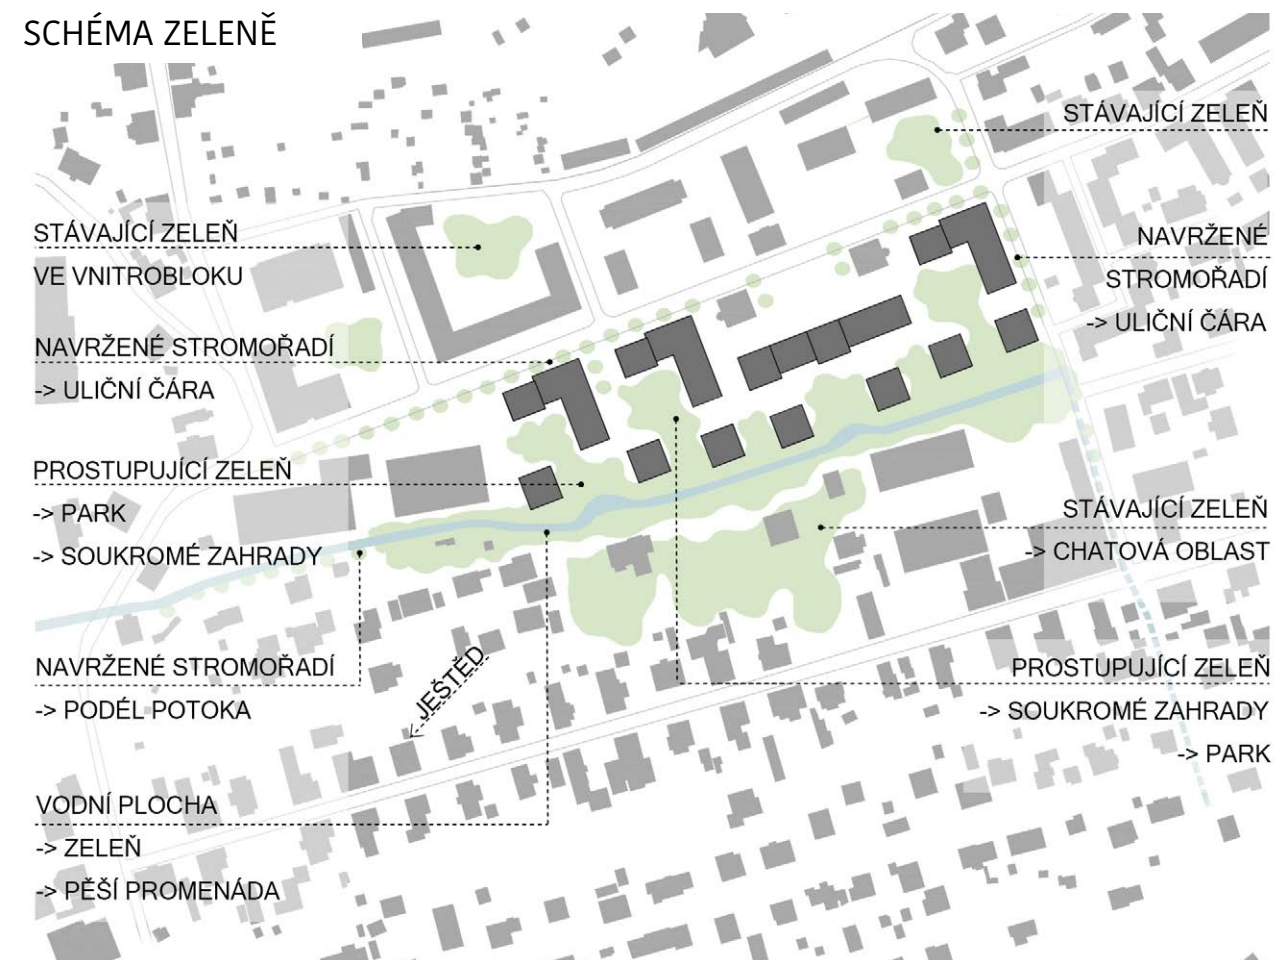 SCHÉMA ZELENĚ
STÁVAJÍCÍ ZELEŇ
STÁVAJÍCÍ ZELEŇ
VE VNITROBLOKU
NAVRŽENÉ
STROMOŘADÍ
-> ULIČNÍ ČÁRA
NAVRŽENÉ STROMOŘADÍ
-> ULIČNÍ ČÁRA
PROSTUPUJÍCÍ ZELEŇ
-> PARK
-> SOUKROMÉ ZAHRADY
STÁVAJÍCÍ ZELEŇ
-> CHATOVÁ OBLAST
NAVRŽENÉ STROMOŘADÍ
-> PODÉL POTOKA
JEŠTĚD
PROSTUPUJÍCÍ ZELEŇ
-> SOUKROMÉ ZAHRADY
-> PARK
VODNÍ PLOCHA
-> ZELEŇ
-> PĚŠÍ PROMENÁDA